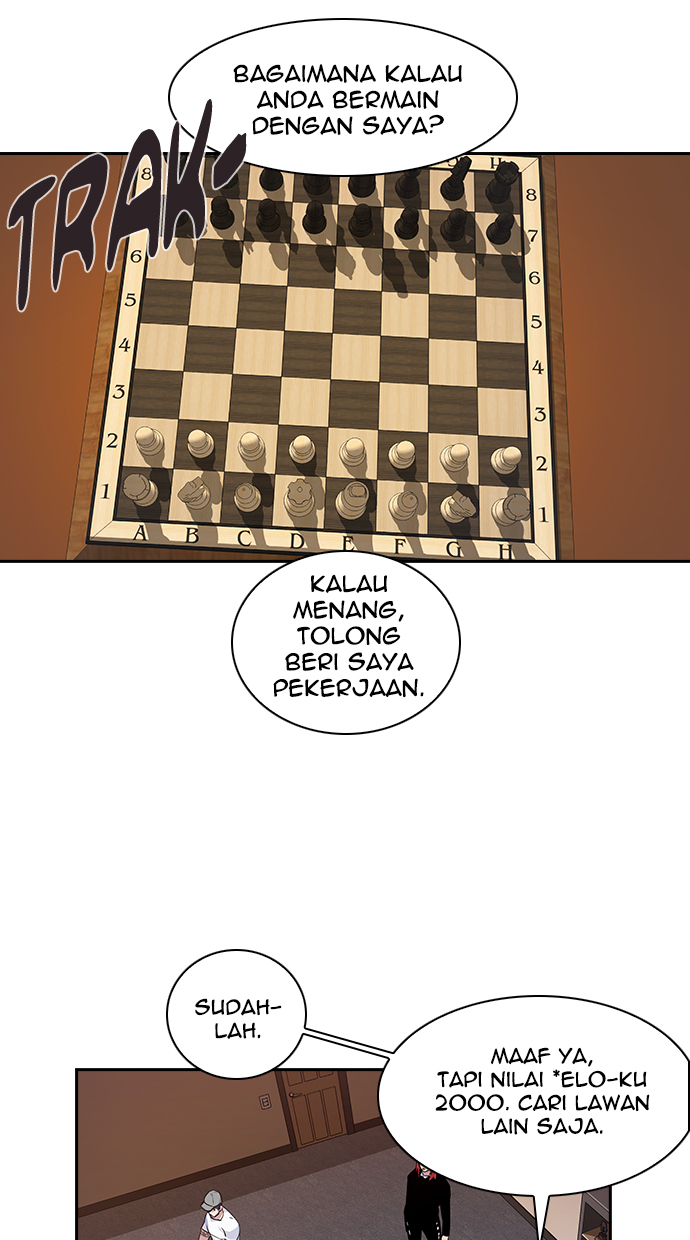 BAGAIMANA KALAU
ANDA BERMAIN
DENGAN SAYA?
TRAK-
H
8 8
7
6 6
5 5
4 4
3 3
2 2
1 1
A B C D E F G H
KALAU
MENANG,
TOLONG
BERI SAYA
PEKERJAAN.
SUDAH-
LAH.
MAAF YA,
TAPI NILAI *ELO-KU
2000. CARI LAWAN
LAIN SAJA.